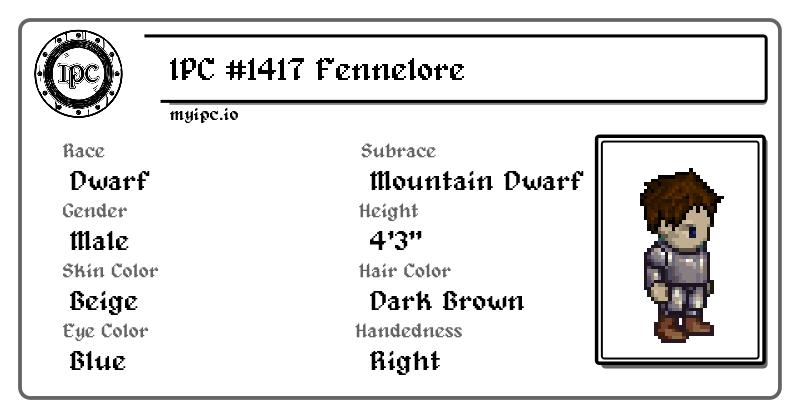 IPC
IPC #1417 Fennelore
myipc.io
Race
Dwarf
Subrace
Mountain Dwarf
Gender
Male
Height
4'3"
Skin Color
Beige
Hair Color
Dark Brown
Eye Color
Blue
Handedness
Right